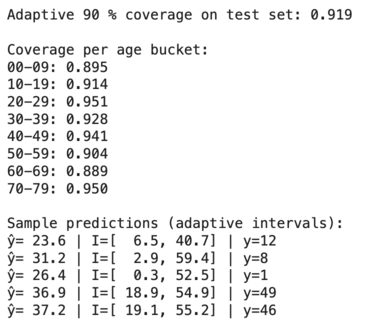 Adaptive 90 % coverage on test set: 0.919
Coverage per age bucket:
00-09: 0.895
10-19: 0.914
20-29: 0.951
30-39: 0.928
40-49: 0.941
50-59: 0.904
60-69: 0.889
70-79: 0.950
Sample predictions (adaptive intervals):
ŷ= 23.6 | I=[  6.5, 40.7] | y=12
ŷ= 31.2 | I=[  2.9, 59.4] | y=8
ŷ= 26.4 | I=[  0.3, 52.5] | y=1
ŷ= 36.9 | I=[ 18.9, 54.9] | y=49
ŷ= 37.2 | I=[ 19.1, 55.2] | y=46